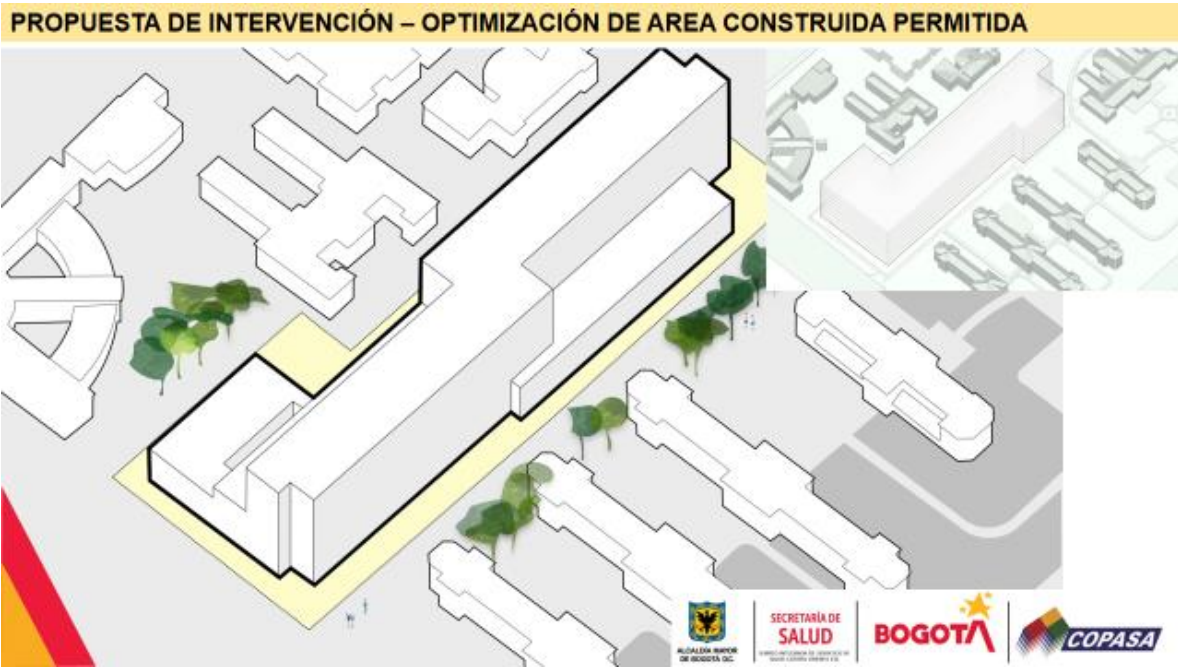 PROPUESTA DE INTERVENCIÓN – OPTIMIZACIÓN DE AREA CONSTRUIDA PERMITIDA
ALCALDÍA MAYOR
DE BOGOTÁ D.C.
SECRETARÍA DE
SALUD
BOGOTÁ
COPASA